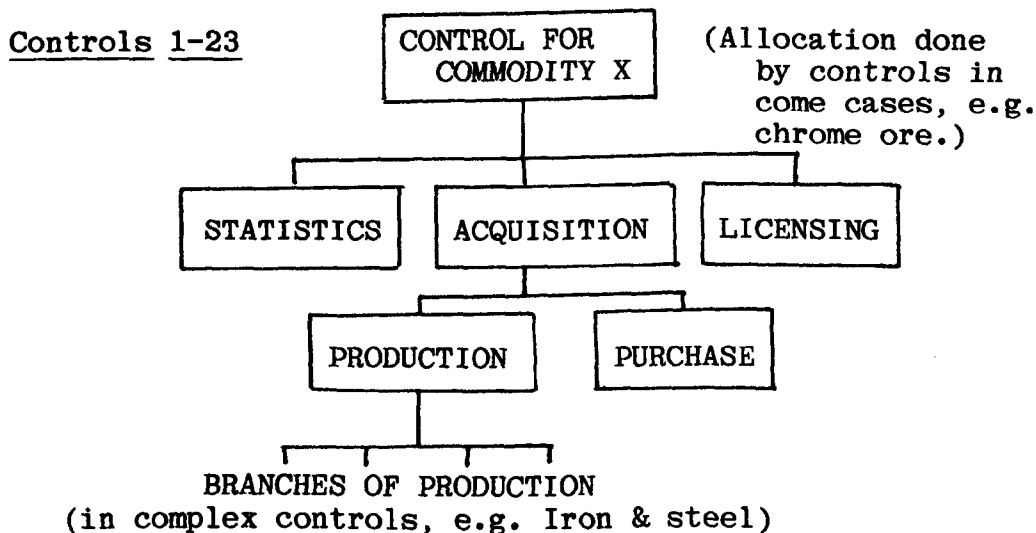 Controls 1-23
CONTROL FOR
COMMODITY X
(Allocation done
by controls in
come cases, e.g.
chrome ore.)
STATISTICS
ACQUISITION
LICENSING
PRODUCTION
PURCHASE
BRANCHES OF PRODUCTION
(in complex controls, e.g. Iron & steel)